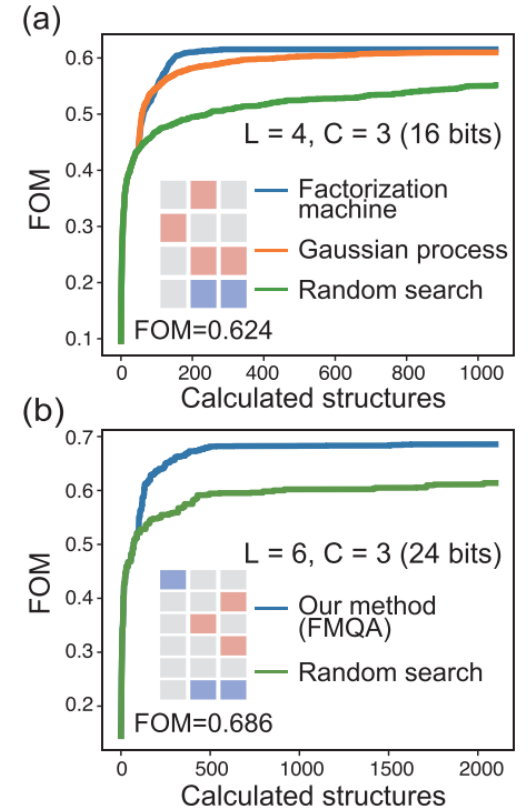 (a)
0.6
0.5
0.4
0.3
0.2
0.1
FOM
L = 4, C = 3 (16 bits)
Factorization
machine
Gaussian process
Random search
FOM=0.624
0 200 400 600 800 1000
Calculated structures
(b)
0.7
0.6
0.5
0.4
0.3
0.2
FOM
L = 6, C = 3 (24 bits)
Our method
(FMQA)
Random search
FOM=0.686
0 500 1000 1500 2000
Calculated structures